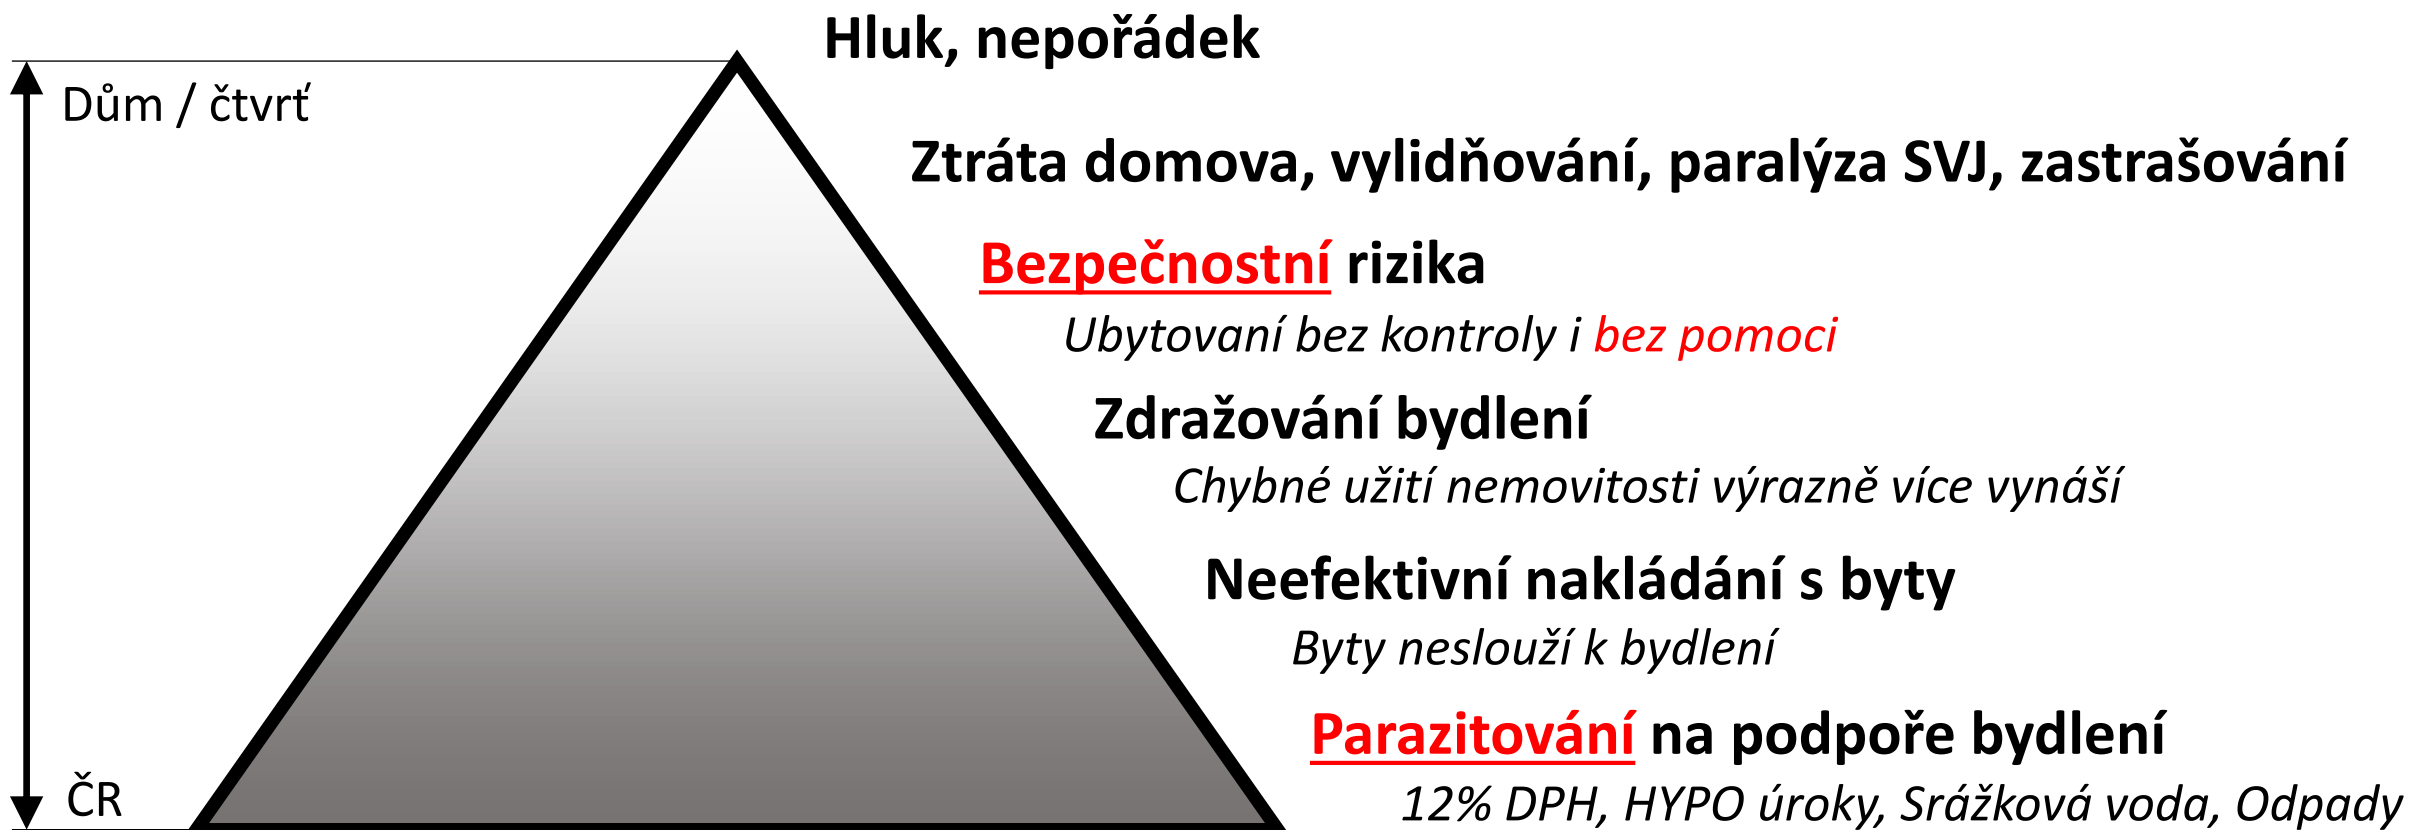 Hluk, nepořádek
Dům / čtvrť
Ztráta domova, vylidňování, paralýza SVJ, zastrašování
Bezpečnostní rizika
Ubytovaní bez kontroly i bez pomoci
Zdražování bydlení
Chybné užití nemovitosti výrazně více vynáší
Neefektivní nakládání s byty
Byty neslouží k bydlení
Parazitování na podpoře bydlení
ČR
12% DPH, HYPO úroky, Srážková voda, Odpady